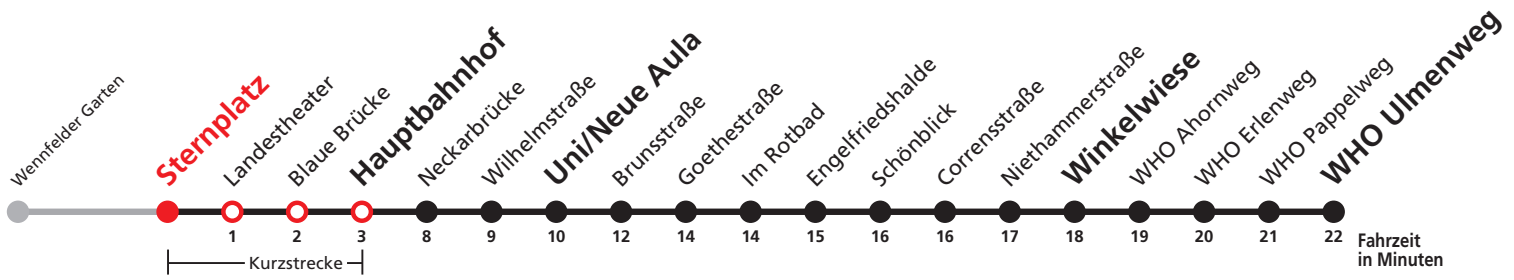 Wennfelder Garten
Sternplatz
Landestheater
Blaue Brücke
Hauptbahnhof
Neckarbrücke
Wilhelmstraße
Uni/Neue Aula
Brunsstraße
Goethestraße
Im Rotbad
Engelfriedshalde
Schönblick
Corrensstraße
Niethammerstraße
Winkelwiese
WHO Ahornweg
WHO Erlenweg
WHO Pappelweg
WHO Ulmenweg
1 2 3 8 9 10 12 14 14 15 16 16 17 18 19 20 21 22
Fahrzeit
in Minuten
Kurzstrecke